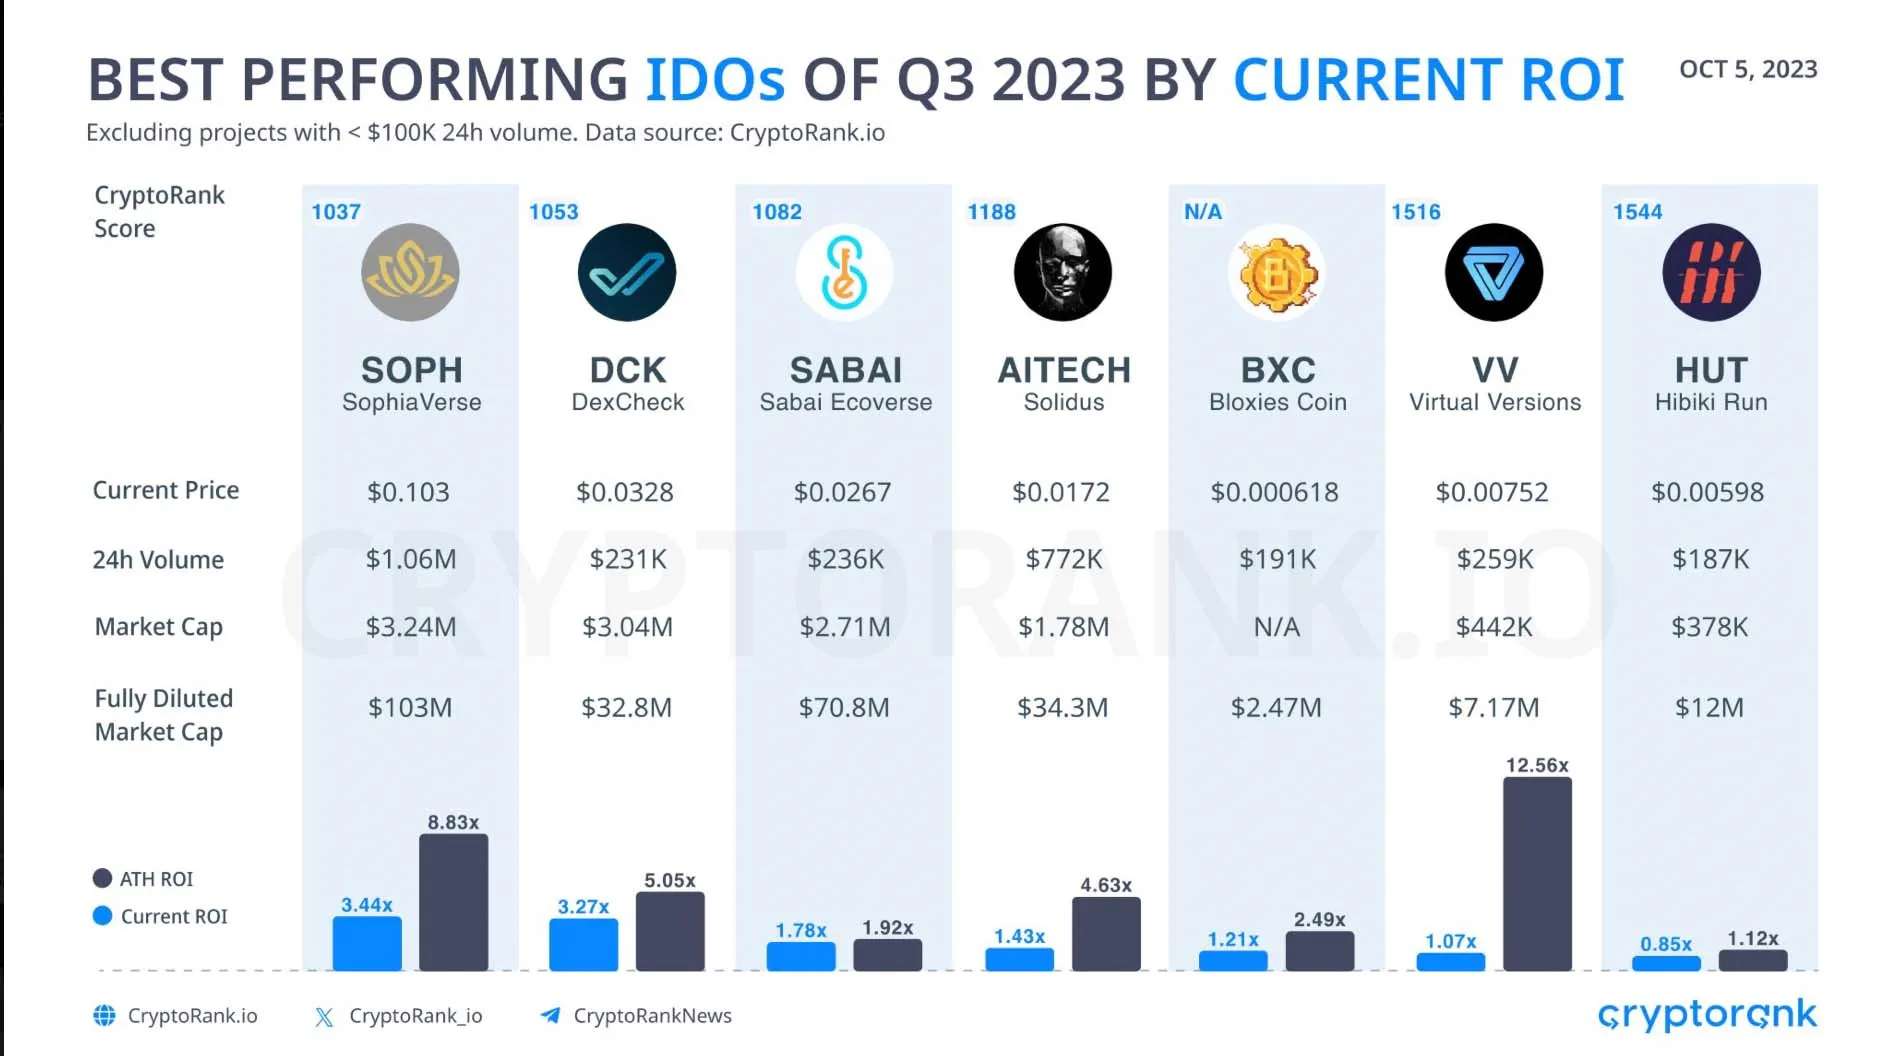 BEST PERFORMING IDOs OF Q3 2023 BY CURRENT ROI
OCT 5, 2023
Excluding projects with < $100K 24h volume. Data source: CryptoRank.io
CryptoRank
Score
1037 1053 1082 1188 N/A 1516 1544
SOPH DCK SABAI AITECH BXC VV HUT
SophiaVerse DexCheck Sabai Ecoverse Solidus Bloxies Coin Virtual Versions Hibiki Run
Current Price $0.103 $0.0328 $0.0267 $0.0172 $0.000618 $0.00752 $0.00598
24h Volume $1.06M $231K $236K $772K $191K $259K $187K
CRYPTORANK.IO
Market Cap $3.24M $3.04M $2.71M $1.78M N/A $442K $378K
Fully Diluted
Market Cap $103M $32.8M $70.8M $34.3M $2.47M $7.17M $12M
ATH ROI
Current ROI
3.44x 8.83x 3.27x 5.05x 1.78x 1.92x 1.43x 4.63x 1.21x 2.49x 1.07x 12.56x 0.85x 1.12x
CryptoRank.io CryptoRank_io CryptoRankNews cryptorank